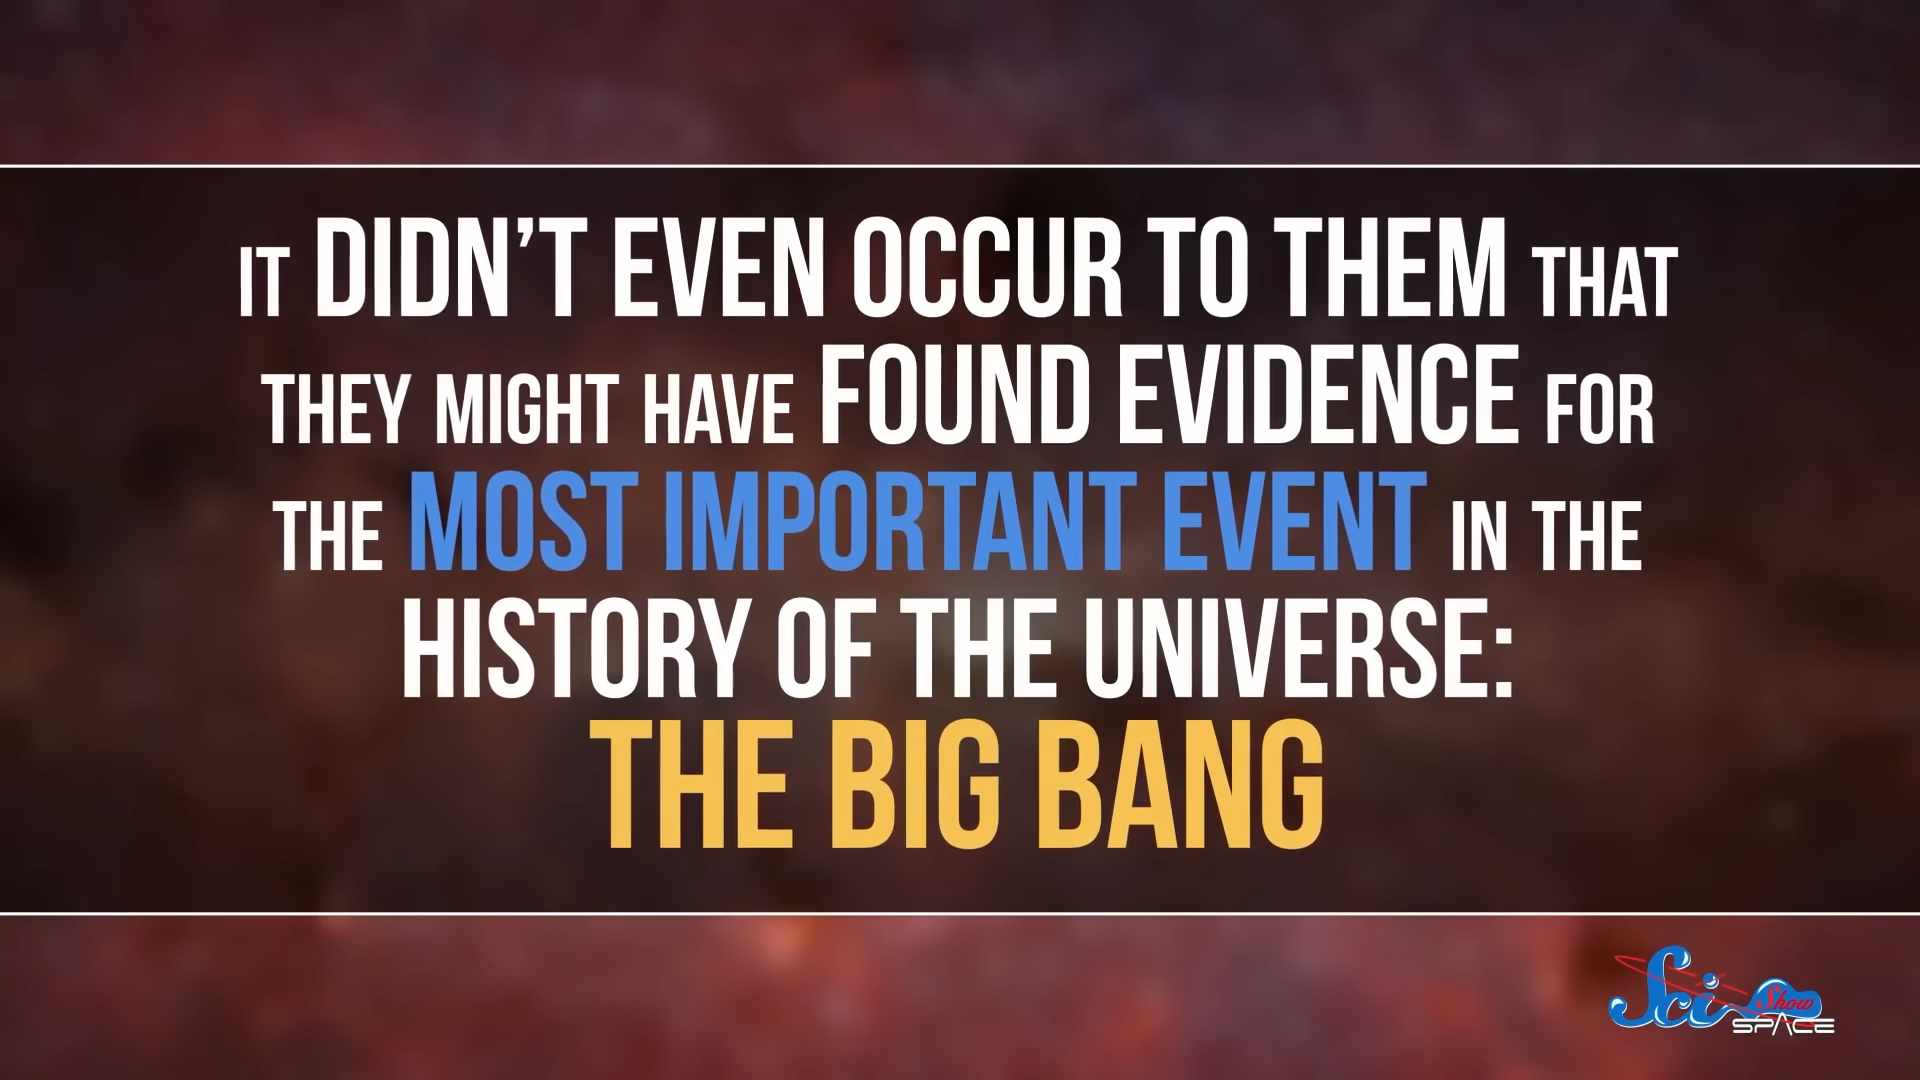 IT DIDN'T EVEN OCCUR TO THEM THAT
THEY MIGHT HAVE FOUND EVIDENCE FOR
THE MOST IMPORTANT EVENT IN THE
HISTORY OF THE UNIVERSE:
THE BIG BANG
Sci Show
SPACE